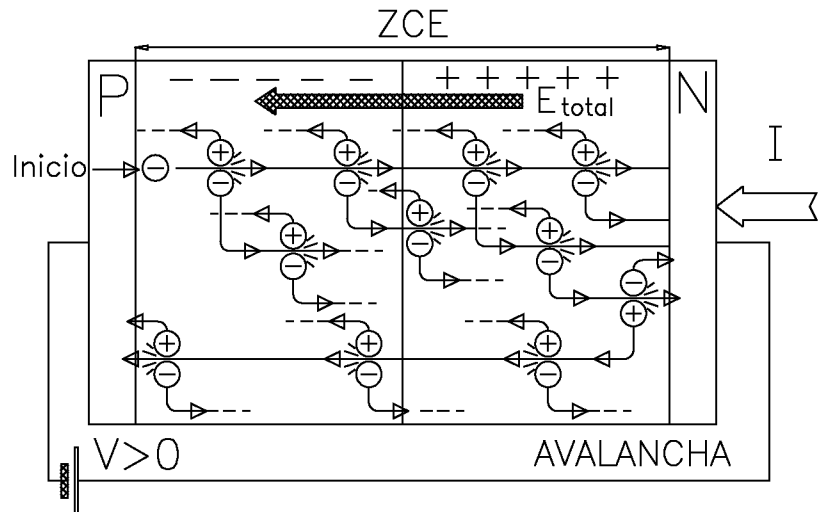 ZCE
P
− − − − − −
+ + + + +
N
E total
Inicio
I
V>0
AVALANCHA